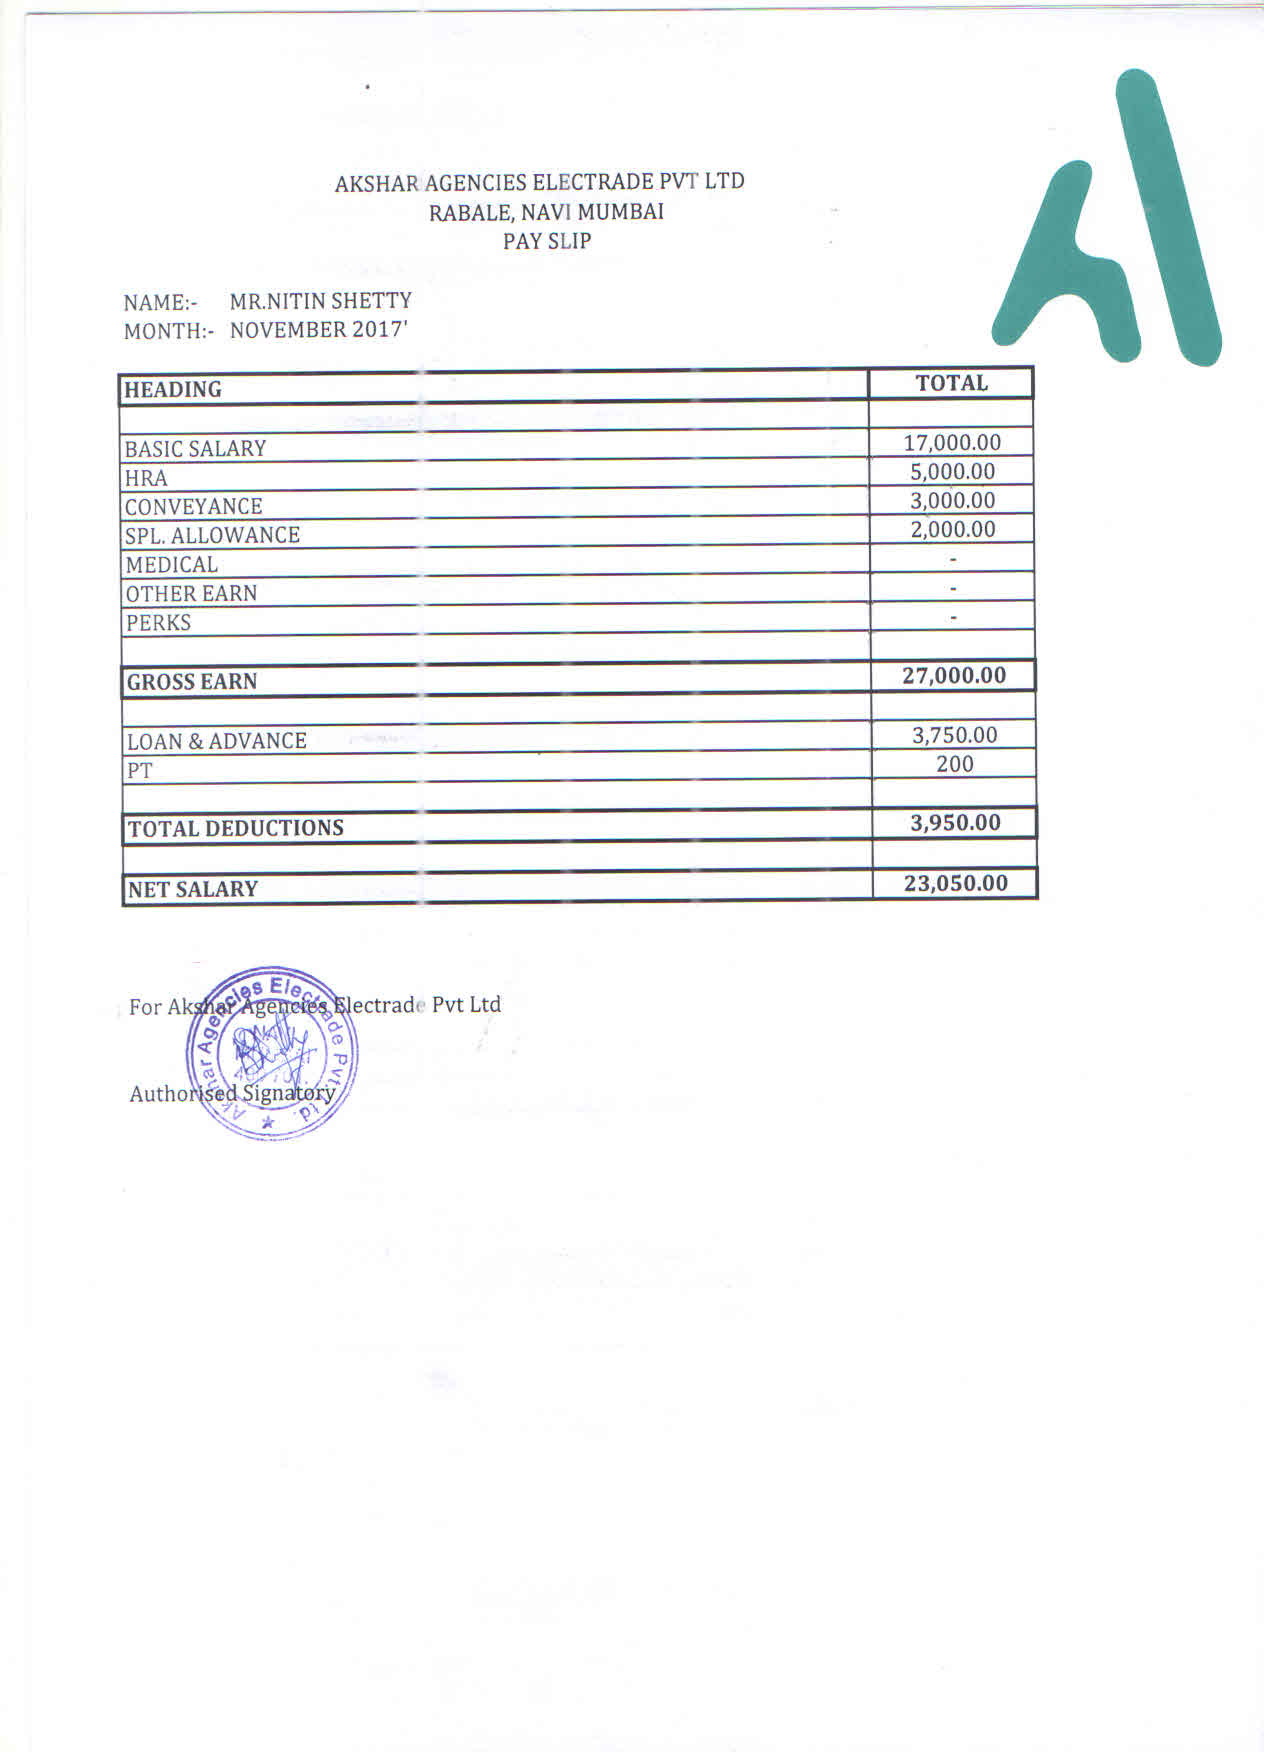 AKSHAR AGENCIES ELECTRADE PVT LTD
RABALE, NAVI MUMBAI
PAY SLIP
NAME:- MR.NITIN SHETTY
MONTH:- NOVEMBER 2017'
HEADING TOTAL
BASIC SALARY 17,000.00
HRA 5,000.00
CONVEYANCE 3,000.00
SPL. ALLOWANCE 2,000.00
MEDICAL -
OTHER EARN -
PERKS -
GROSS EARN 27,000.00
LOAN & ADVANCE 3,750.00
PT 200
TOTAL DEDUCTIONS 3,950.00
NET SALARY 23,050.00
For Akshar Agencies Electrade Pvt Ltd
Authorised Signatory
Akshar Agencies Electrade Pvt. Ltd.